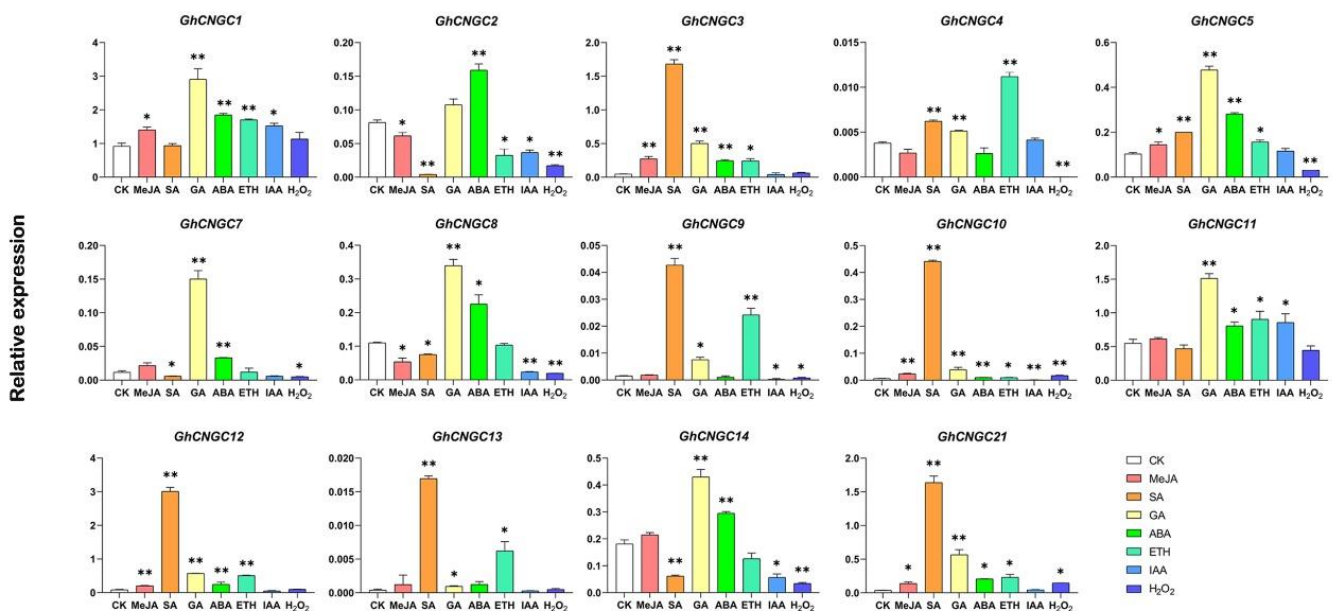 Relative expression
GhCNGC1
4
3
2
1
0
* ** ** ** *
CK MeJA SA GA ABA ETH IAA H₂O₂
GhCNGC2
0.20
0.15
0.10
0.05
0.00
* ** ** * * **
CK MeJA SA GA ABA ETH IAA H₂O₂
GhCNGC3
2.0
1.5
1.0
0.5
0.0
** ** ** ** *
CK MeJA SA GA ABA ETH IAA H₂O₂
GhCNGC4
0.015
0.010
0.005
0.000
** ** ** **
CK MeJA SA GA ABA ETH IAA H₂O₂
GhCNGC5
0.6
0.4
0.2
0.0
* ** ** ** * **
CK MeJA SA GA ABA ETH IAA H₂O₂
GhCNGC7
0.20
0.15
0.10
0.05
0.00
* ** ** *
CK MeJA SA GA ABA ETH IAA H₂O₂
GhCNGC8
0.4
0.3
0.2
0.1
0.0
* * ** * ** **
CK MeJA SA GA ABA ETH IAA H₂O₂
GhCNGC9
0.05
0.04
0.03
0.02
0.01
0.00
** * ** * *
CK MeJA SA GA ABA ETH IAA H₂O₂
GhCNGC10
0.5
0.4
0.3
0.2
0.1
0.0
** ** ** ** * ** **
CK MeJA SA GA ABA ETH IAA H₂O₂
GhCNGC11
2.0
1.5
1.0
0.5
0.0
** * * *
CK MeJA SA GA ABA ETH IAA H₂O₂
GhCNGC12
4
3
2
1
0
** ** ** ** **
CK MeJA SA GA ABA ETH IAA H₂O₂
GhCNGC13
0.020
0.015
0.010
0.005
0.000
** * *
CK MeJA SA GA ABA ETH IAA H₂O₂
GhCNGC14
0.5
0.4
0.3
0.2
0.1
0.0
** ** ** * **
CK MeJA SA GA ABA ETH IAA H₂O₂
GhCNGC21
2.0
1.5
1.0
0.5
0.0
* ** ** * * *
CK MeJA SA GA ABA ETH IAA H₂O₂
CK
MeJA
SA
GA
ABA
ETH
IAA
H₂O₂